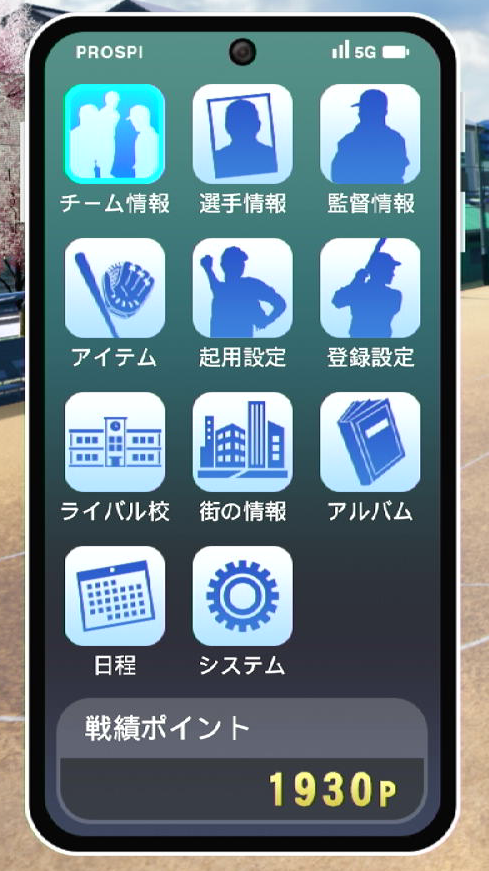 PROSPI 5G
チーム情報 選手情報 監督情報
アイテム 起用設定 登録設定
ライバル校 街の情報 アルバム
日程 システム
戦績ポイント
1930P